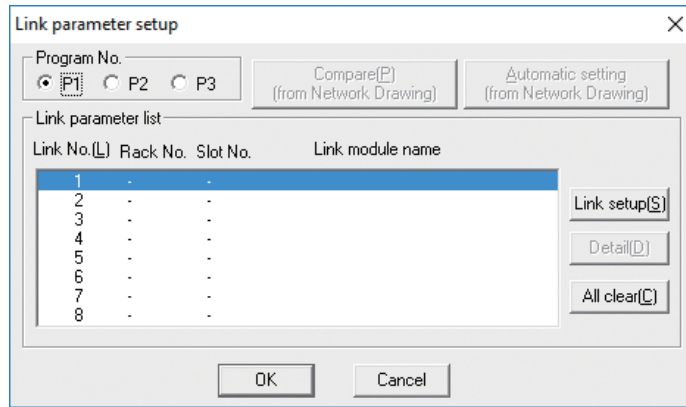 Link parameter setup
Program No.
P1 P2 P3
Compare(P)
(from Network Drawing)
Automatic setting
(from Network Drawing)
Link parameter list
Link No.(L) Rack No. Slot No. Link module name
1 - -
2 - -
3 - -
4 - -
5 - -
6 - -
7 - -
8 - -
Link setup(S)
Detail(D)
All clear(C)
OK Cancel